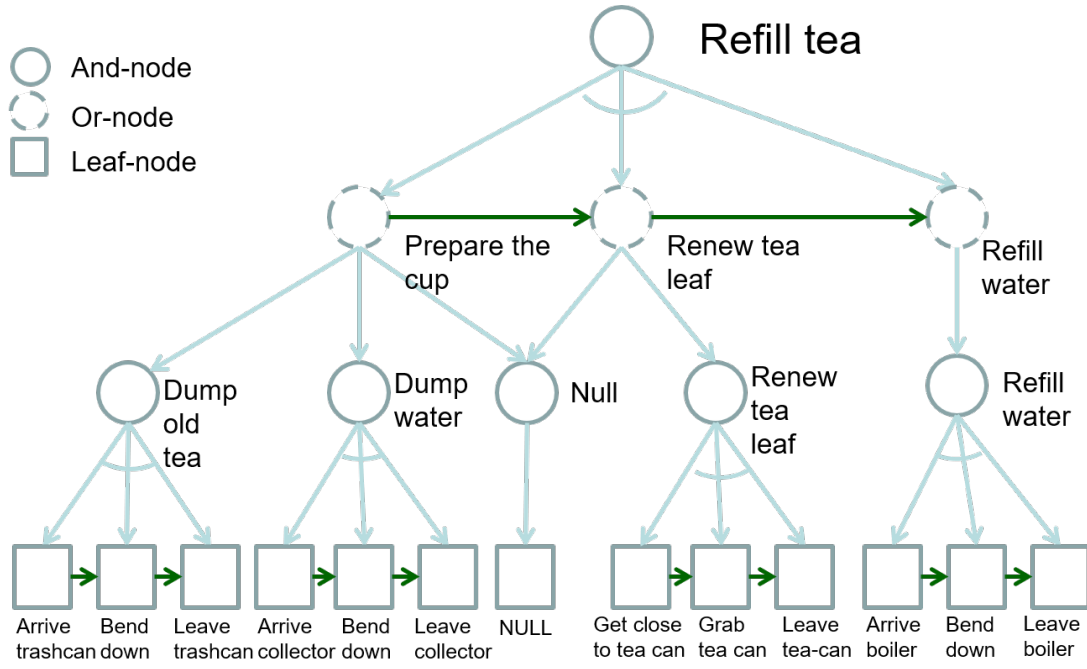 Refill tea
And-node
Or-node
Leaf-node
Prepare the
cup
Renew tea
leaf
Refill
water
Dump
old
tea
Dump
water
Null
Renew
tea
leaf
Refill
water
Arrive
trashcan
Bend
down
Leave
trashcan
Arrive
collector
Bend
down
Leave
collector
NULL
Get close
to tea can
Grab
tea can
Leave
tea-can
Arrive
boiler
Bend
down
Leave
boiler